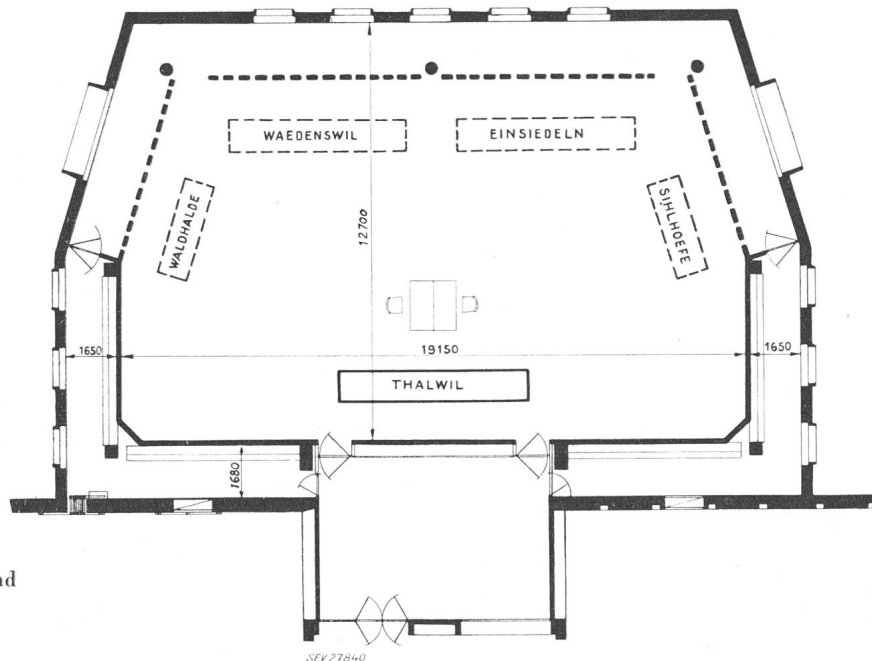 WAEDENSWIL
EINSIEDELN
WALDHALDE
SIHLHOEFE
12700
1650
19150
1650
THALWIL
1680
nd
SEV27840